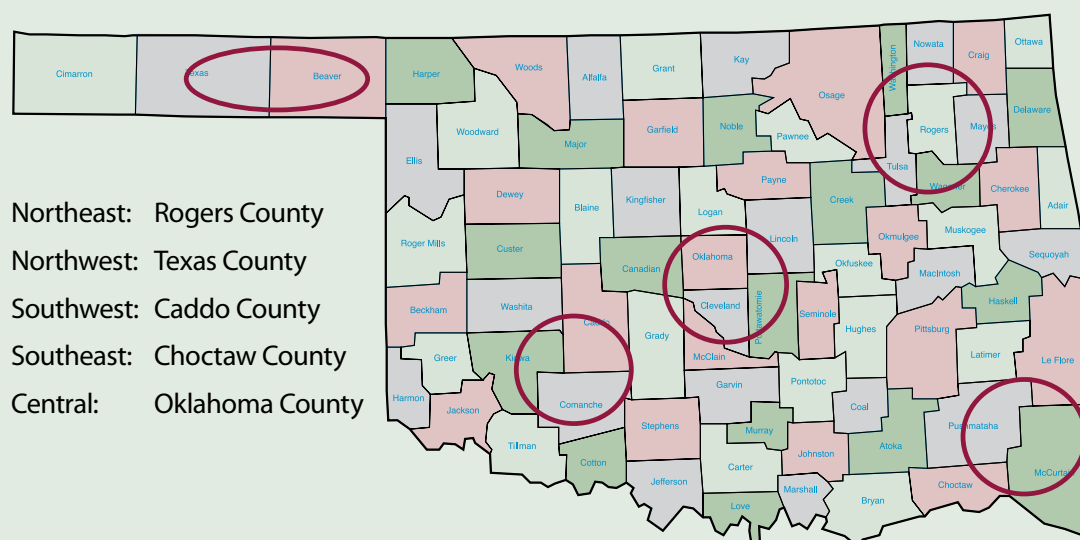 Cimarron
Texas
Beaver
Harper
Woods
Alfalfa
Grant
Kay
Osage
Washington
Nowata
Craig
Ottawa
Woodward
Major
Garfield
Noble
Pawnee
Rogers
Mayes
Delaware
Ellis
Tulsa
Dewey
Blaine
Kingfisher
Logan
Payne
Creek
Wagoner
Cherokee
Adair
Northeast: Rogers County
Northwest: Texas County
Southwest: Caddo County
Southeast: Choctaw County
Central: Oklahoma County
Roger Mills
Custer
Canadian
Oklahoma
Lincoln
Okfuskee
Okmulgee
Muskogee
MacIntosh
Sequoyah
Beckham
Washita
Caddo
Grady
Cleveland
Pottawatomie
Seminole
Hughes
Pittsburg
Haskell
Latimer
Le Flore
Greer
Kiowa
McClain
Harmon
Jackson
Comanche
Garvin
Pontotoc
Coal
Tillman
Cotton
Stephens
Murray
Johnston
Atoka
Pushmataha
McCurtain
Jefferson
Carter
Love
Marshall
Bryan
Choctaw